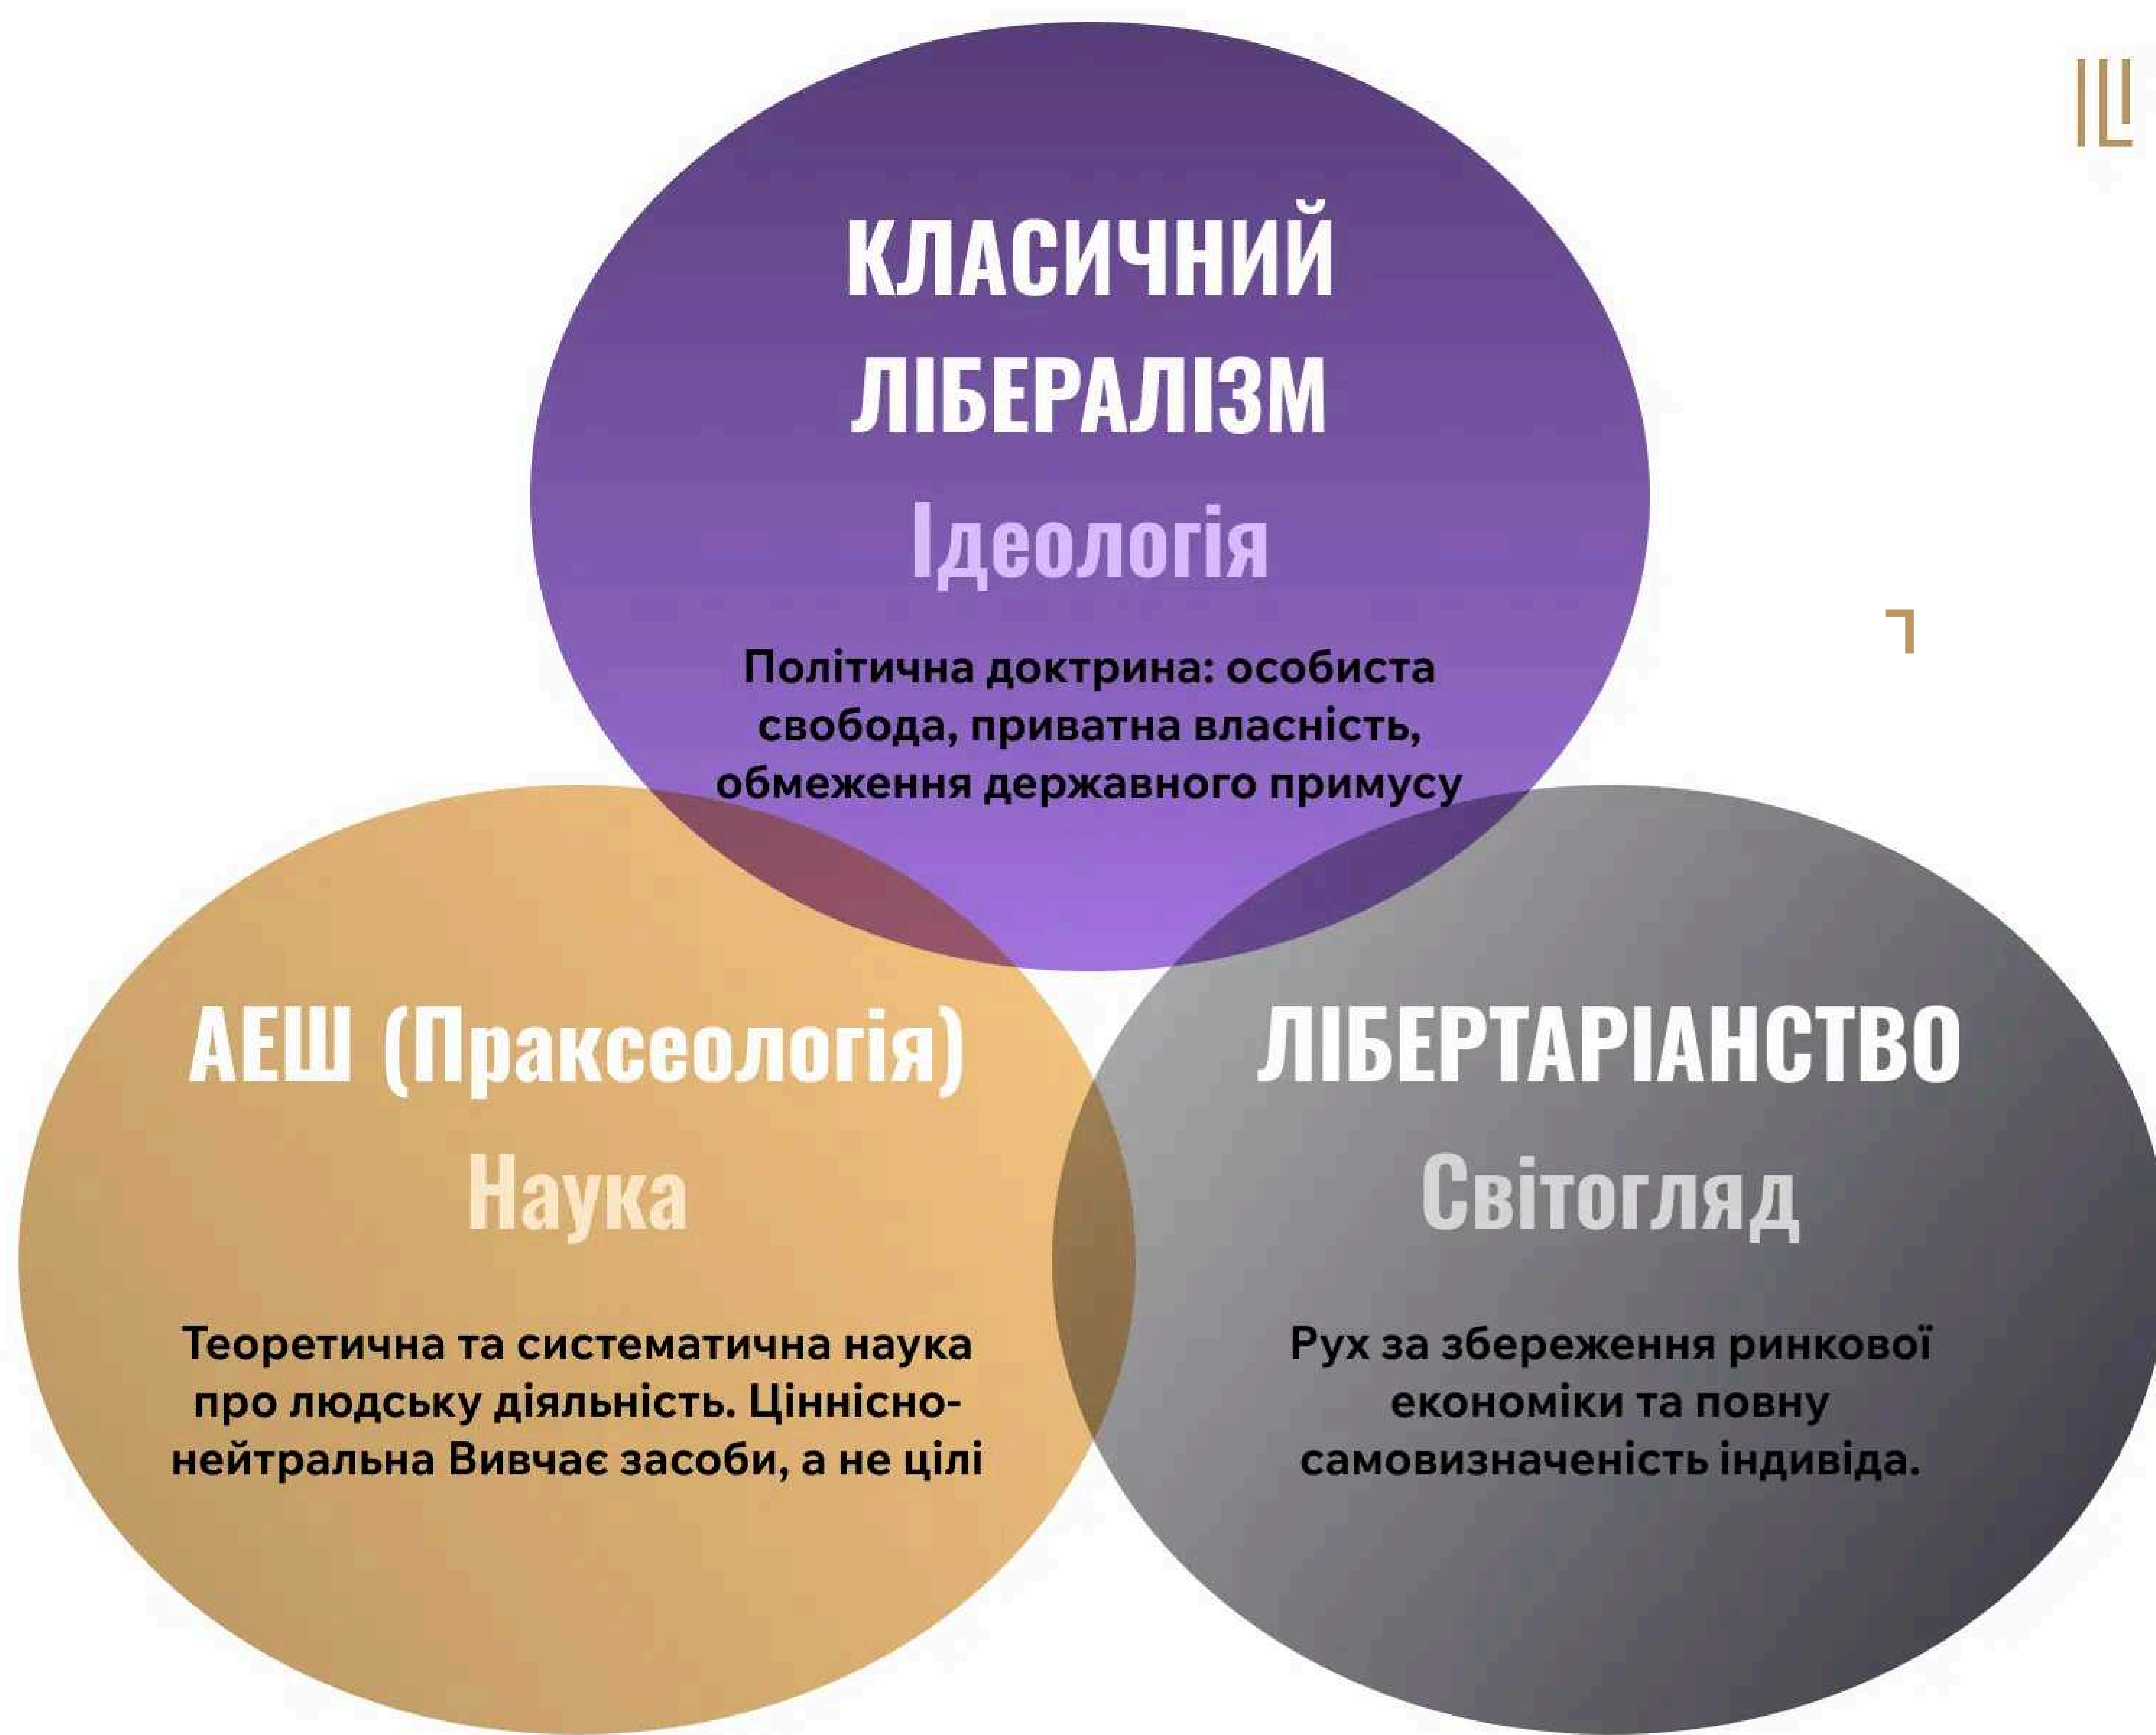 КЛАСИЧНИЙ
ЛІБЕРАЛІЗМ
Ідеологія
Політична доктрина: особиста
свобода, приватна власність,
обмеження державного примусу
АЕШ (Праксеологія)
Наука
Теоретична та систематична наука
про людську діяльність. Ціннісно-
нейтральна Вивчає засоби, а не цілі
ЛІБЕРТАРІАНСТВО
Світогляд
Рух за збереження ринкової
економіки та повну
самовизначеність індивіда.